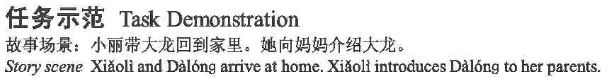 任务示范 Task Demonstration
故事场景：小丽带大龙回到家里。她向妈妈介绍大龙。
Story scene Xiǎolì and Dàlóng arrive at home. Xiǎolì introduces Dàlóng to her parents.